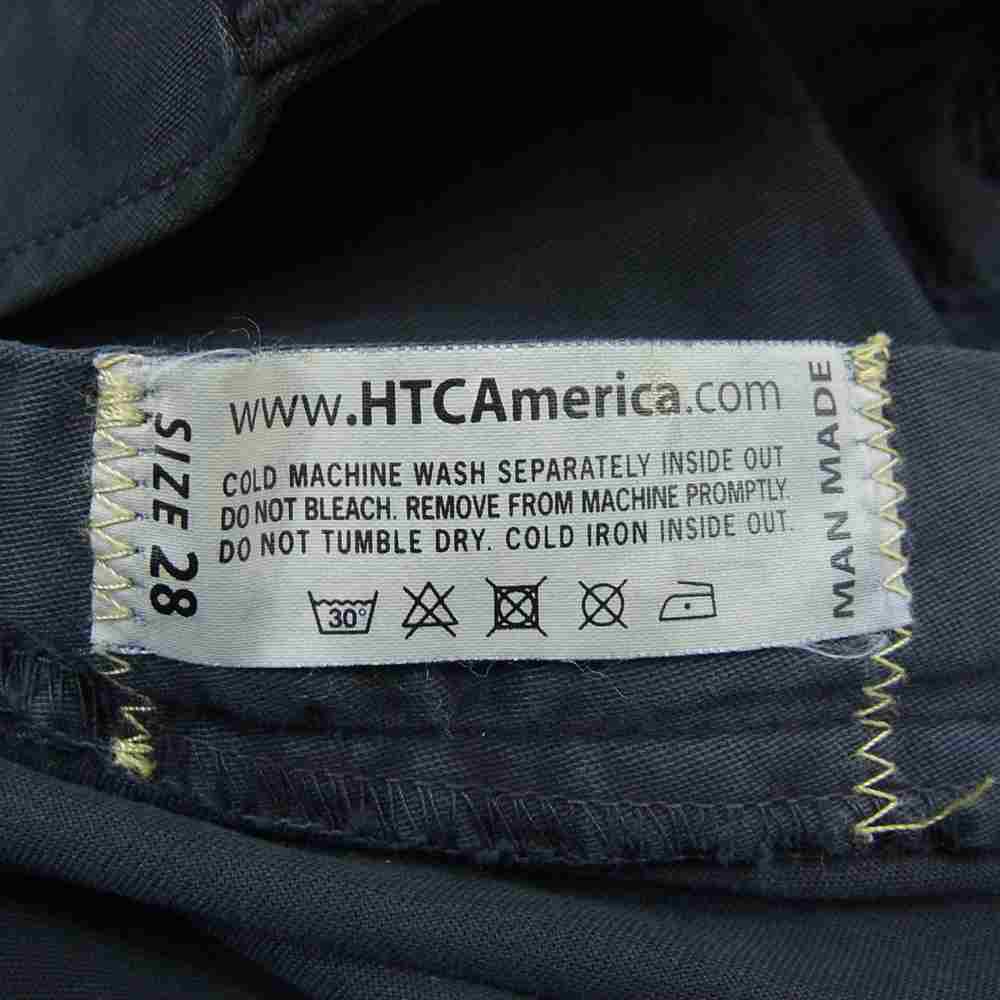 www.HTCAmerica.com
COLD MACHINE WASH SEPARATELY INSIDE OUT
DO NOT BLEACH. REMOVE FROM MACHINE PROMPTLY.
DO NOT TUMBLE DRY. COLD IRON INSIDE OUT.
30°
SIZE 28
MAN MADE